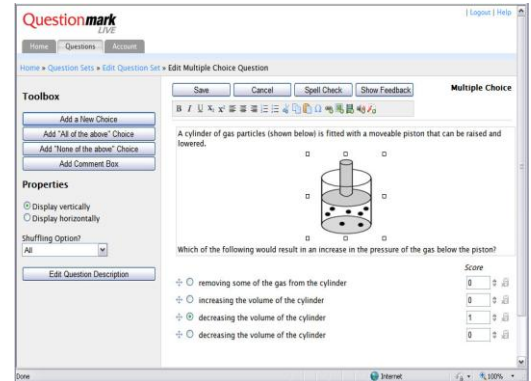 Questionmark
LIVE
| Logout | Help
Home Questions Account
Home » Question Sets » Edit Question Set » Edit Multiple Choice Question
Toolbox
Add a New Choice
Add "All of the above" Choice
Add "None of the above" Choice
Add Comment Box
Properties
Display vertically
Display horizontally
Shuffling Option?
All
Edit Question Description
Save Cancel Spell Check Show Feedback
Multiple Choice
B I U X₂ x² Ω
A cylinder of gas particles (shown below) is fitted with a moveable piston that can be raised and
lowered.
Which of the following would result in an increase in the pressure of the gas below the piston?
Score
removing some of the gas from the cylinder 0
increasing the volume of the cylinder 0
decreasing the volume of the cylinder 1
decreasing the volume of the cylinder 0
Done Internet 100%